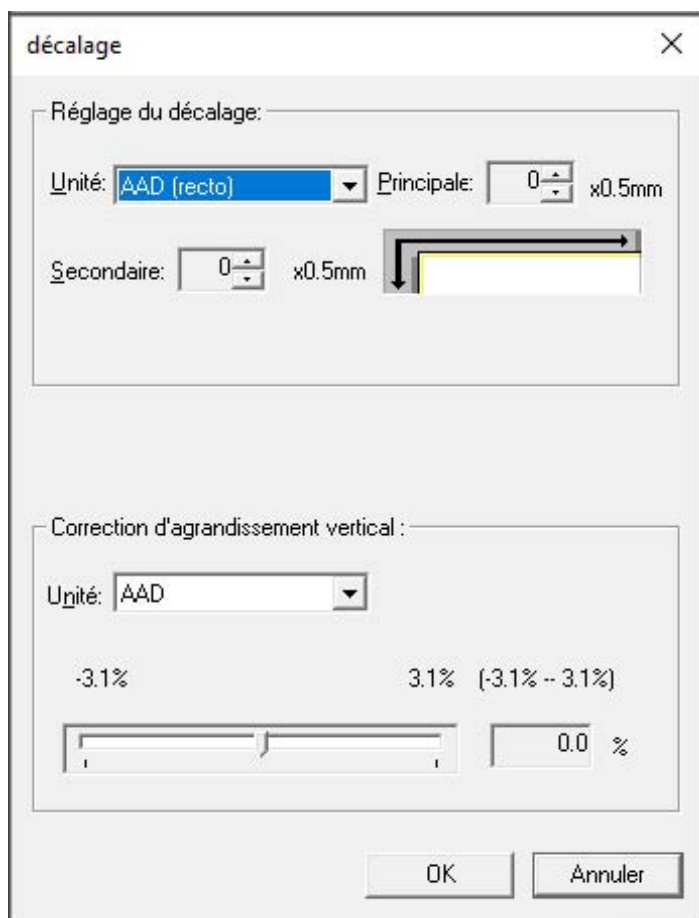 décalage
Réglage du décalage:
Unité: AAD (recto) Principale: 0 x0.5mm
Secondaire: 0 x0.5mm
Correction d'agrandissement vertical :
Unité: AAD
-3.1% 3.1% (-3.1% -- 3.1%)
0.0 %
OK Annuler